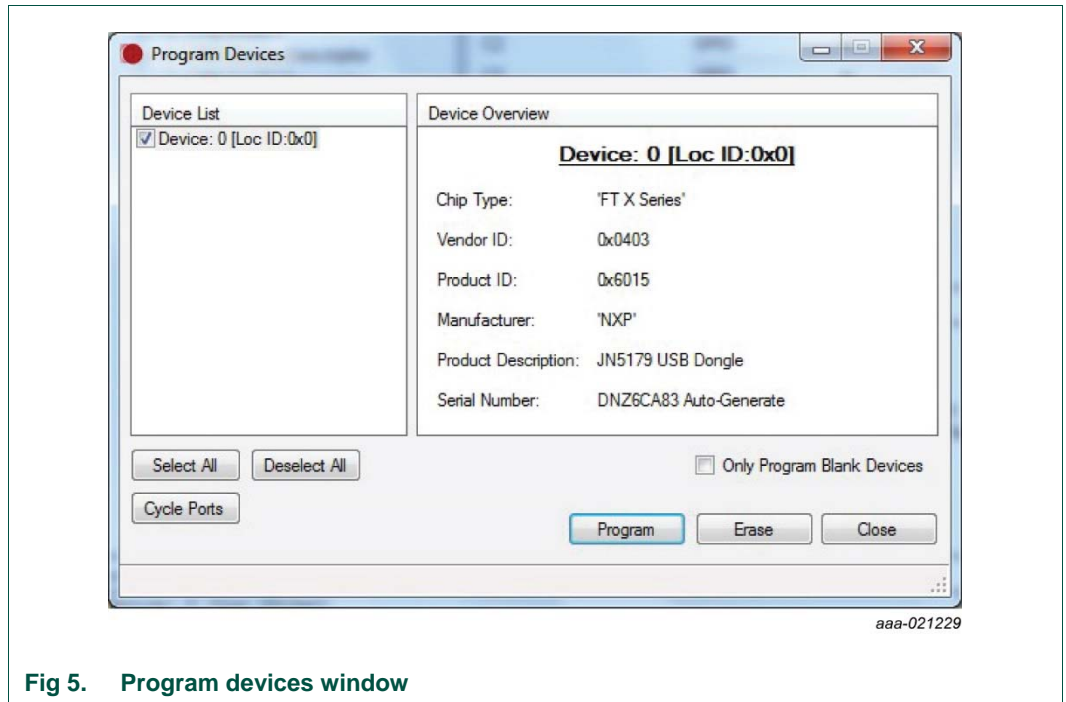 Program Devices
Device List
Device: 0 [Loc ID:0x0]
Device Overview
Device: 0 [Loc ID:0x0]
Chip Type: 'FT X Series'
Vendor ID: 0x0403
Product ID: 0x6015
Manufacturer: 'NXP'
Product Description: JN5179 USB Dongle
Serial Number: DNZ6CA83 Auto-Generate
Select All Deselect All
Only Program Blank Devices
Cycle Ports
Program Erase Close
aaa-021229
Fig 5. Program devices window